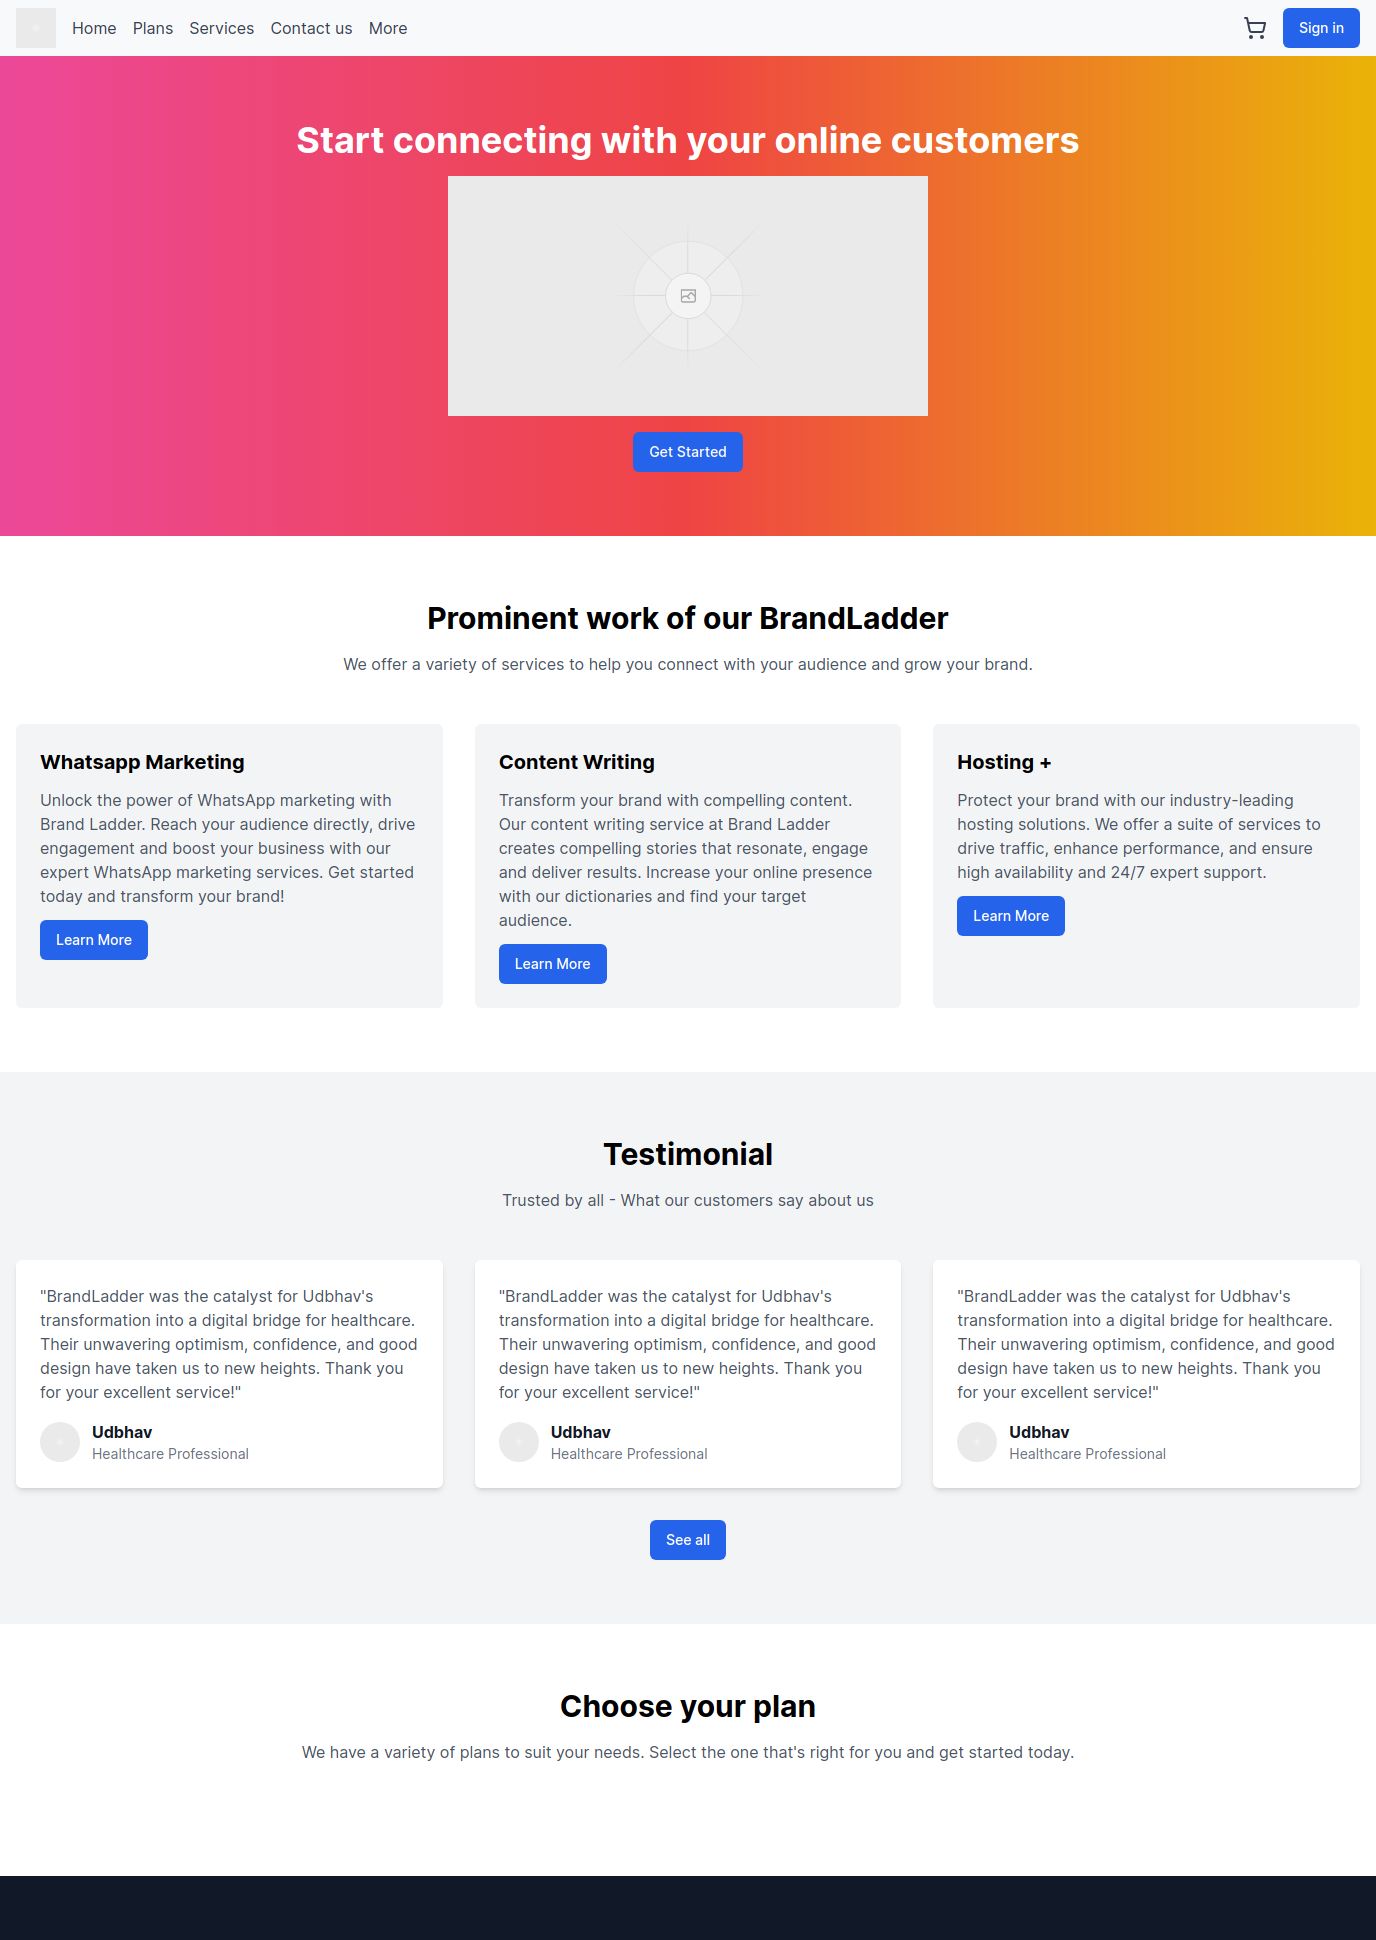 Home Plans Services Contact us More
Sign in
Start connecting with your online customers
Get Started
Prominent work of our BrandLadder
We offer a variety of services to help you connect with your audience and grow your brand.
Whatsapp Marketing
Unlock the power of WhatsApp marketing with
Brand Ladder. Reach your audience directly, drive
engagement and boost your business with our
expert WhatsApp marketing services. Get started
today and transform your brand!
Learn More
Content Writing
Transform your brand with compelling content.
Our content writing service at Brand Ladder
creates compelling stories that resonate, engage
and deliver results. Increase your online presence
with our dictionaries and find your target
audience.
Learn More
Hosting +
Protect your brand with our industry-leading
hosting solutions. We offer a suite of services to
drive traffic, enhance performance, and ensure
high availability and 24/7 expert support.
Learn More
Testimonial
Trusted by all - What our customers say about us
"BrandLadder was the catalyst for Udbhav's
transformation into a digital bridge for healthcare.
Their unwavering optimism, confidence, and good
design have taken us to new heights. Thank you
for your excellent service!"
Udbhav
Healthcare Professional
"BrandLadder was the catalyst for Udbhav's
transformation into a digital bridge for healthcare.
Their unwavering optimism, confidence, and good
design have taken us to new heights. Thank you
for your excellent service!"
Udbhav
Healthcare Professional
"BrandLadder was the catalyst for Udbhav's
transformation into a digital bridge for healthcare.
Their unwavering optimism, confidence, and good
design have taken us to new heights. Thank you
for your excellent service!"
Udbhav
Healthcare Professional
See all
Choose your plan
We have a variety of plans to suit your needs. Select the one that's right for you and get started today.